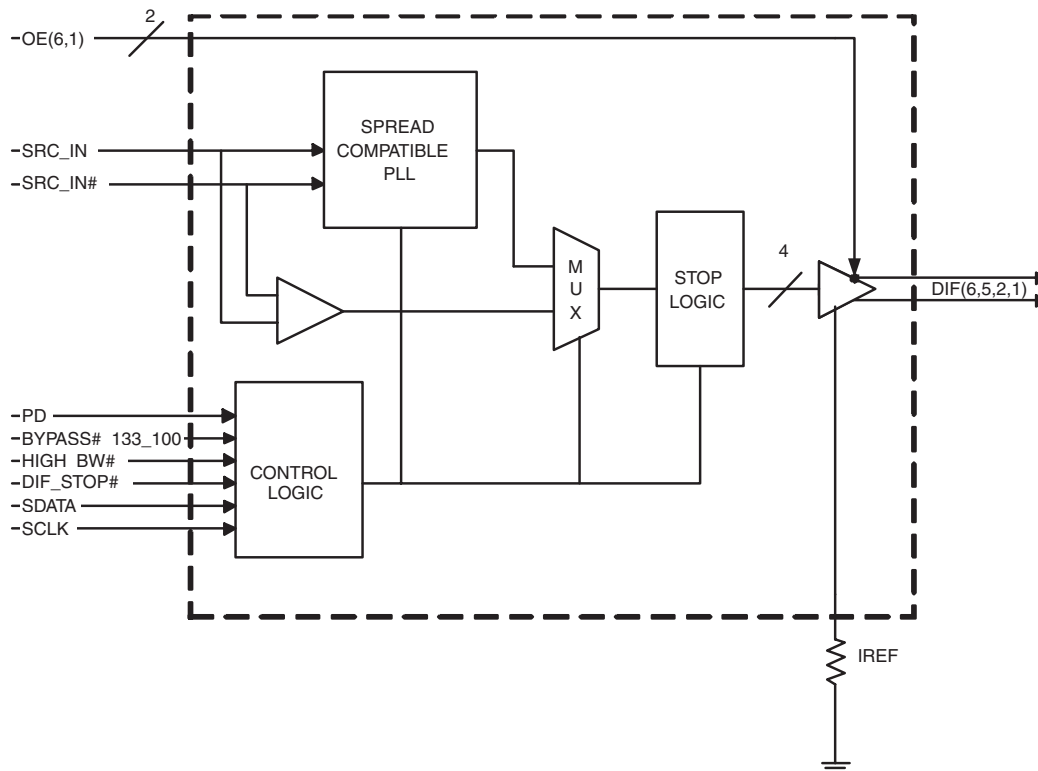 2
OE(6,1)
SPREAD
COMPATIBLE
PLL
SRC_IN
SRC_IN#
M
U
X
STOP
LOGIC
4
DIF(6,5,2,1)
PD
BYPASS# 133_100
HIGH BW#
DIF_STOP#
SDATA
SCLK
CONTROL
LOGIC
IREF